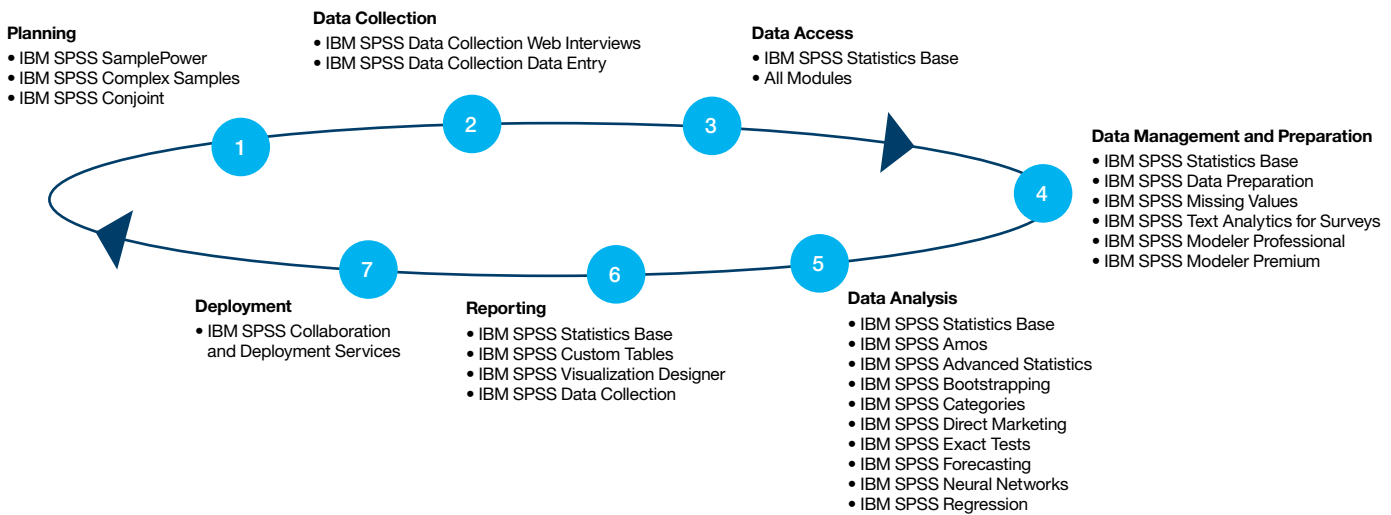 Planning
• IBM SPSS SamplePower
• IBM SPSS Complex Samples
• IBM SPSS Conjoint
1
Data Collection
• IBM SPSS Data Collection Web Interviews
• IBM SPSS Data Collection Data Entry
2
Data Access
• IBM SPSS Statistics Base
• All Modules
3
Data Management and Preparation
• IBM SPSS Statistics Base
• IBM SPSS Data Preparation
• IBM SPSS Missing Values
• IBM SPSS Text Analytics for Surveys
• IBM SPSS Modeler Professional
• IBM SPSS Modeler Premium
4
5
Data Analysis
• IBM SPSS Statistics Base
• IBM SPSS Amos
• IBM SPSS Advanced Statistics
• IBM SPSS Bootstrapping
• IBM SPSS Categories
• IBM SPSS Direct Marketing
• IBM SPSS Exact Tests
• IBM SPSS Forecasting
• IBM SPSS Neural Networks
• IBM SPSS Regression
6
Reporting
• IBM SPSS Statistics Base
• IBM SPSS Custom Tables
• IBM SPSS Visualization Designer
• IBM SPSS Data Collection
7
Deployment
• IBM SPSS Collaboration
and Deployment Services